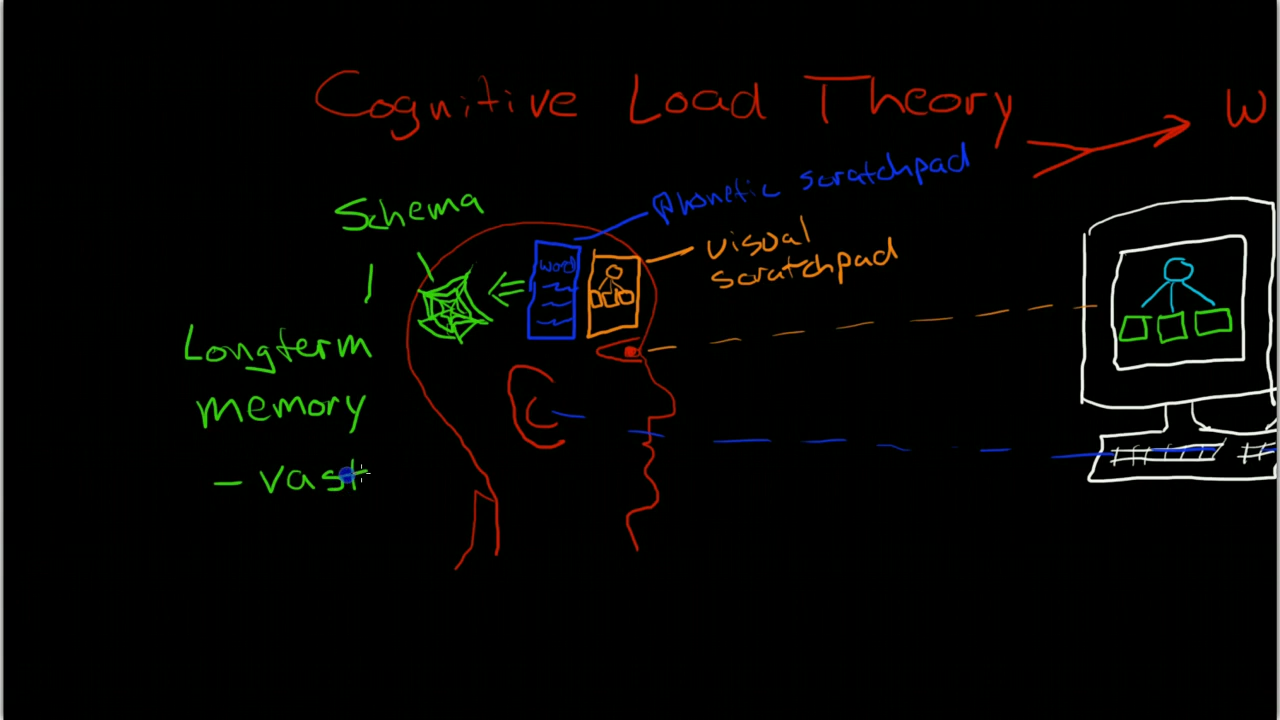 Cognitive Load Theory
W
Phonetic scratchpad
Schema
visual
scratchpad
word
Longterm
memory
- vast